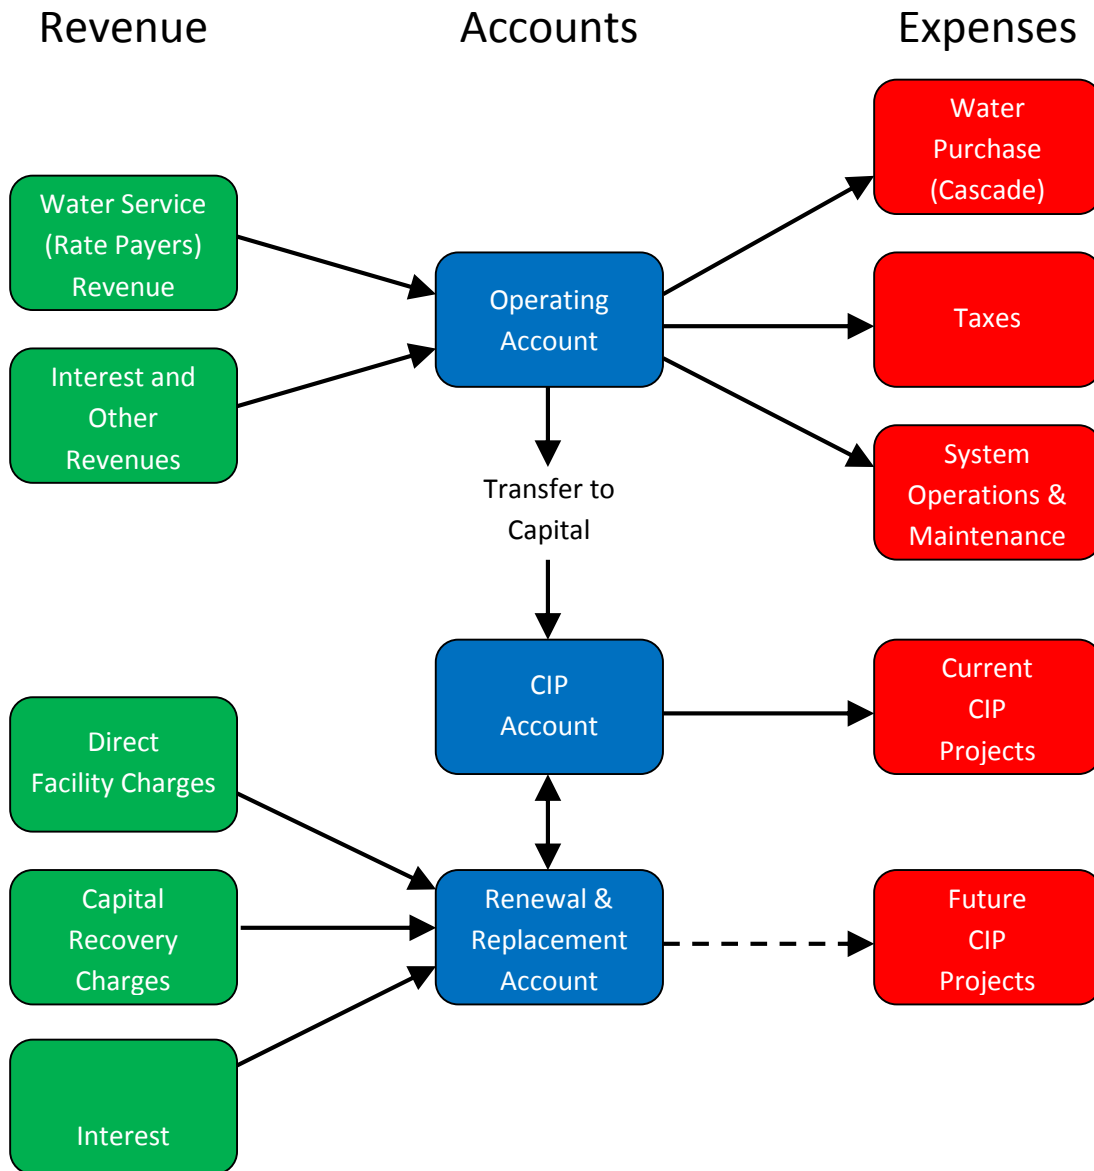 Revenue
Accounts
Expenses
Water Service
(Rate Payers)
Revenue
Interest and
Other
Revenues
Operating
Account
Water
Purchase
(Cascade)
Taxes
System
Operations &
Maintenance
Transfer to
Capital
CIP
Account
Current
CIP
Projects
Direct
Facility Charges
Capital
Recovery
Charges
Interest
Renewal &
Replacement
Account
Future
CIP
Projects